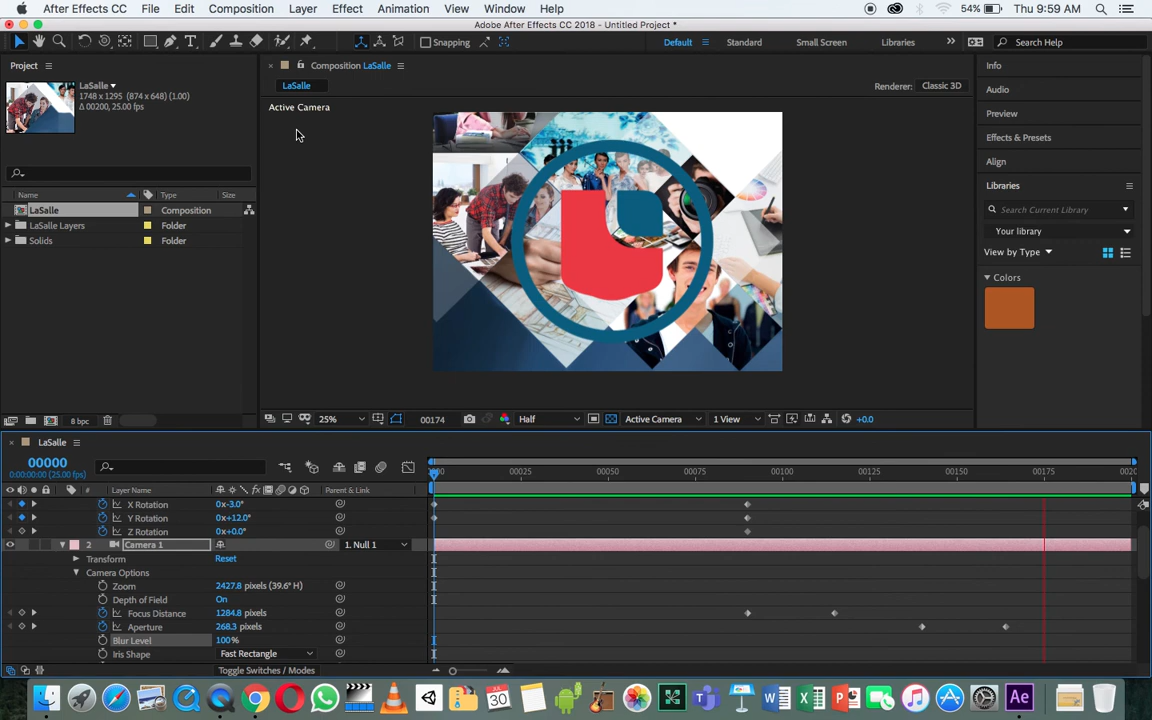 After Effects CC File Edit Composition Layer Effect Animation View Window Help 54% Thu 9:59 AM
Adobe After Effects CC 2018 - Untitled Project *
Snapping Default Standard Small Screen Libraries Search Help
Project
Composition LaSalle
Info
LaSalle
1748 x 1295 (874 x 648) (1.00)
Δ 00200, 25.00 fps
LaSalle
Renderer: Classic 3D
Audio
Active Camera
Preview
Effects & Presets
Align
Libraries
Name Type Size
Search Current Library
LaSalle Composition
LaSalle Layers Folder
Your library
Solids Folder
View by Type
Colors
8 bpc
25% 00174 Half Active Camera 1 View +0.0
LaSalle
00000
0:00:00:00 (25.00 fps)
00025 00050 00075 00100 00125 00150 00175
# Layer Name Parent & Link
X Rotation 0x-3.0°
Y Rotation 0x+12.0°
Z Rotation 0x+0.0°
2 Camera 1 1. Null 1
Transform Reset
Camera Options
Zoom 2427.8 pixels (39.6° H)
Depth of Field On
Focus Distance 1284.8 pixels
Aperture 268.3 pixels
Blur Level 100%
Iris Shape Fast Rectangle
Toggle Switches / Modes